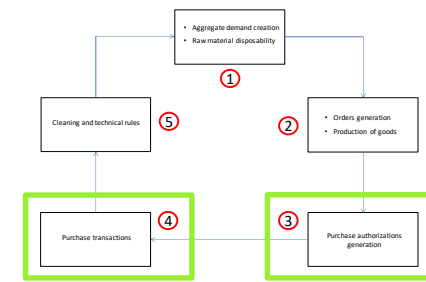 • Aggregate demand creation
• Raw material disposability
1
Cleaning and technical rules
5
2
• Orders generation
• Production of goods
4
3
Purchase transactions
Purchase authorizations
generation